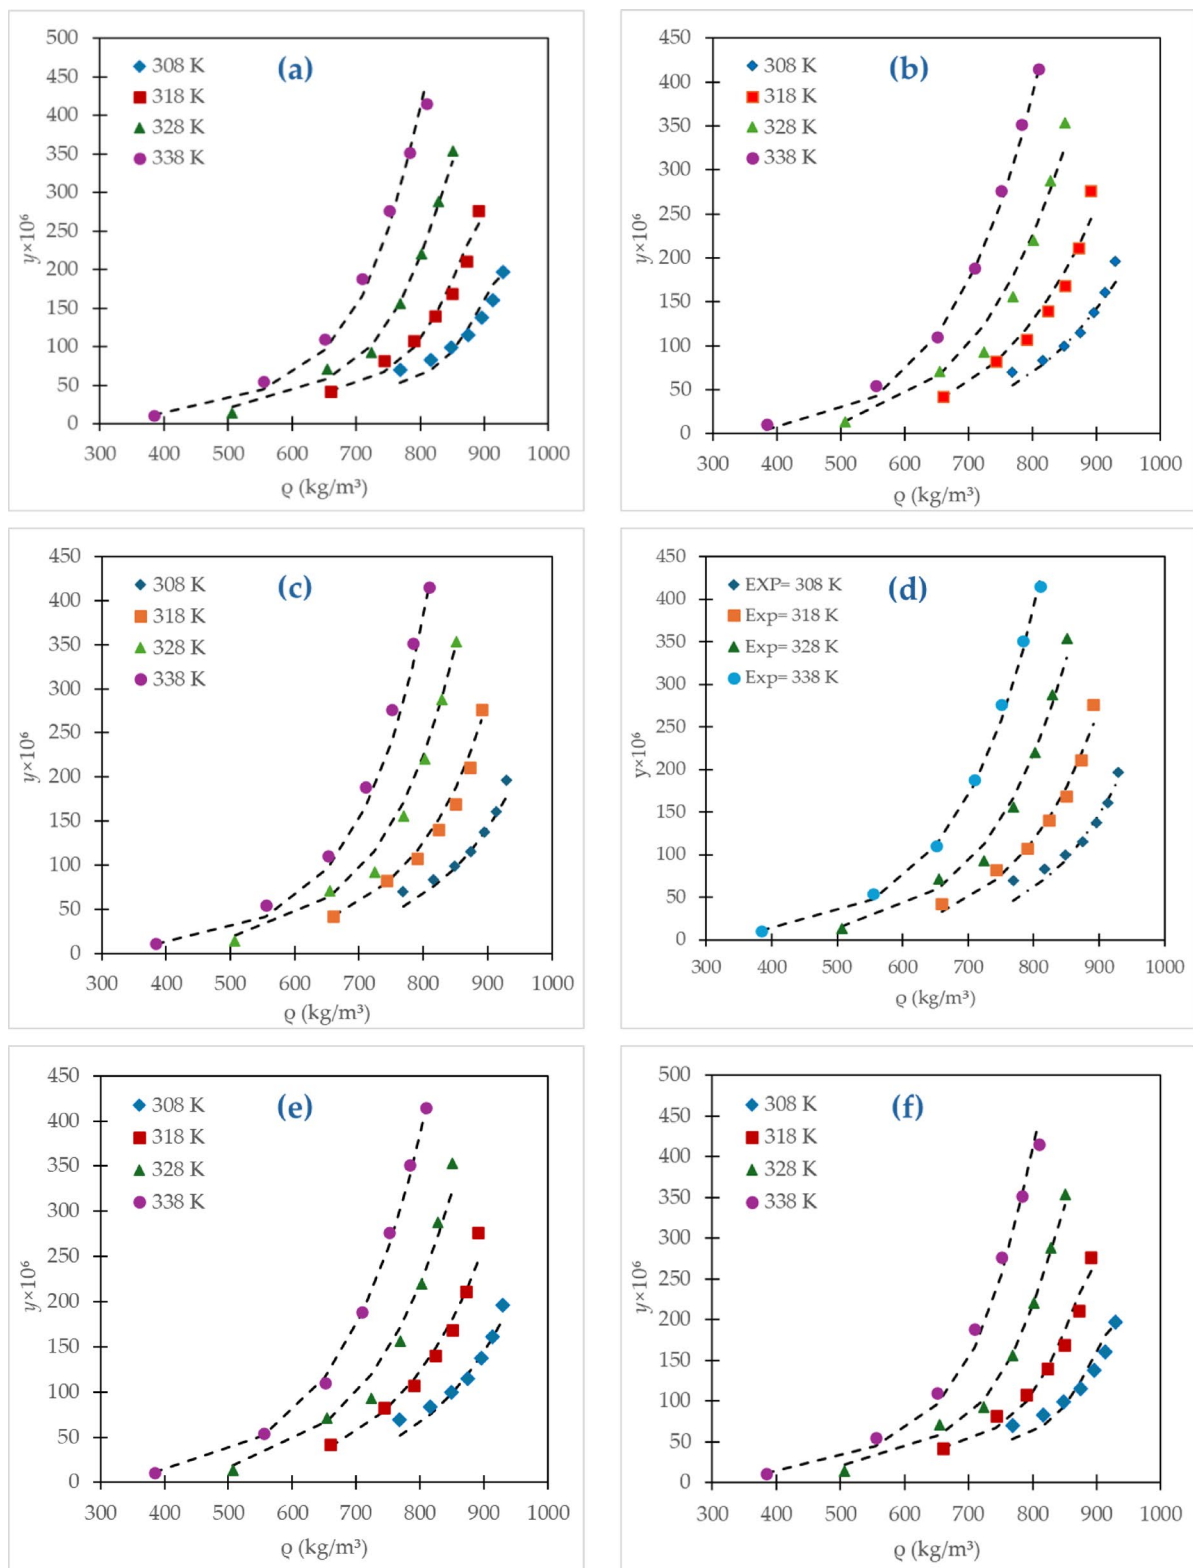 (a)
308 K
318 K
328 K
338 K
y×10⁶
500
450
400
350
300
250
200
150
100
50
0
300 400 500 600 700 800 900 1000
ϱ (kg/m³)
(b)
308 K
318 K
328 K
338 K
y×10⁶
450
400
350
300
250
200
150
100
50
0
300 400 500 600 700 800 900 1000
ϱ (kg/m³)
(c)
308 K
318 K
328 K
338 K
y×10⁶
450
400
350
300
250
200
150
100
50
0
300 400 500 600 700 800 900 1000
ϱ (kg/m³)
(d)
EXP= 308 K
Exp= 318 K
Exp= 328 K
Exp= 338 K
y×10⁶
450
400
350
300
250
200
150
100
50
0
300 400 500 600 700 800 900 1000
ϱ (kg/m³)
(e)
308 K
318 K
328 K
338 K
y×10⁶
450
400
350
300
250
200
150
100
50
0
300 400 500 600 700 800 900 1000
ϱ (kg/m³)
(f)
308 K
318 K
328 K
338 K
y×10⁶
500
450
400
350
300
250
200
150
100
50
0
300 400 500 600 700 800 900 1000
ϱ (kg/m³)